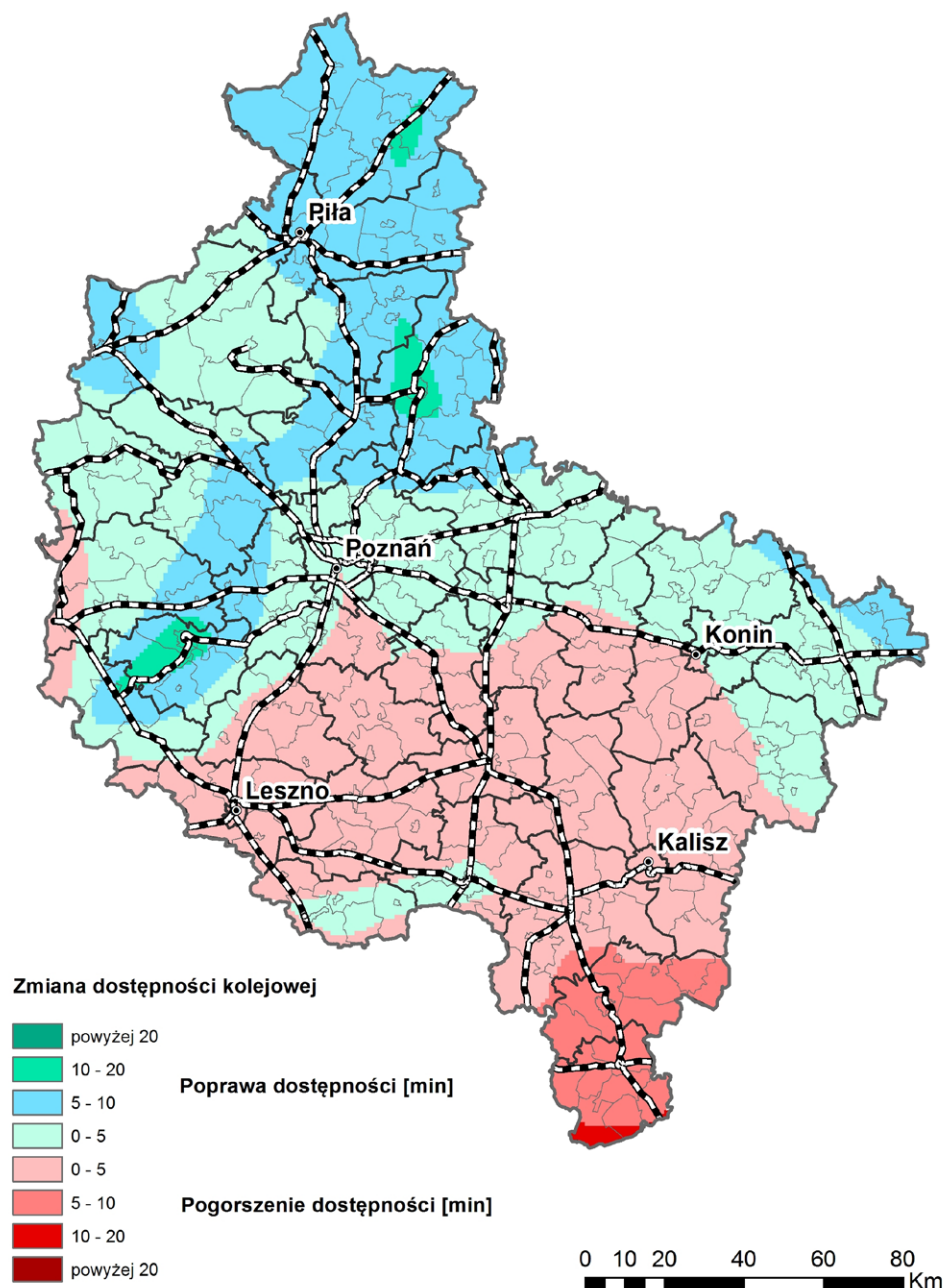 Piła
Poznań
Konin
Leszno
Kalisz
Zmiana dostępności kolejowej
powyżej 20
10 - 20
Poprawa dostępności [min]
5 - 10
0 - 5
0 - 5
5 - 10
Pogorszenie dostępności [min]
10 - 20
powyżej 20
0 10 20 40 60 80
Km